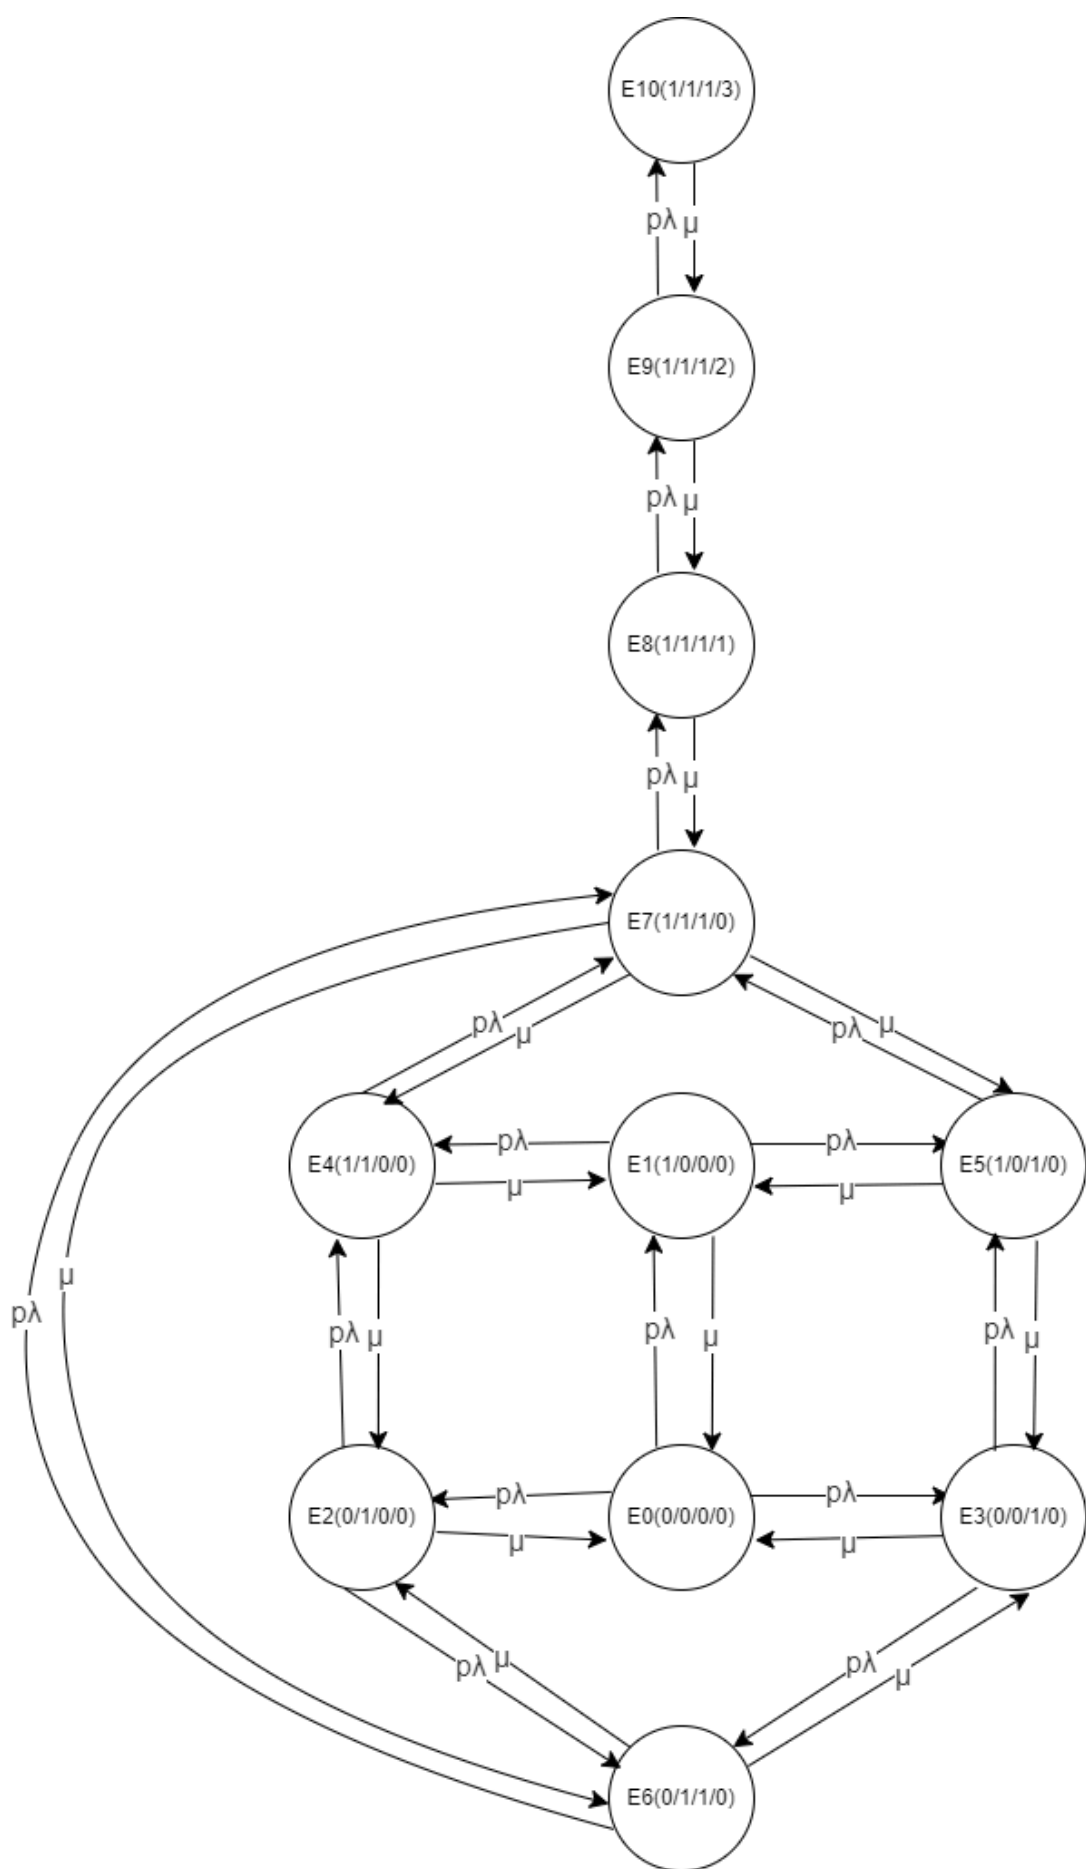 E10(1/1/1/3)
pλ μ
E9(1/1/1/2)
pλ μ
E8(1/1/1/1)
pλ μ
E7(1/1/1/0)
pλ μ pλ μ
E4(1/1/0/0) pλ E1(1/0/0/0) pλ E5(1/0/1/0)
μ μ
μ
pλ pλ μ pλ μ pλ μ
E2(0/1/0/0) pλ E0(0/0/0/0) pλ E3(0/0/1/0)
μ μ
pλ μ pλ μ
E6(0/1/1/0)